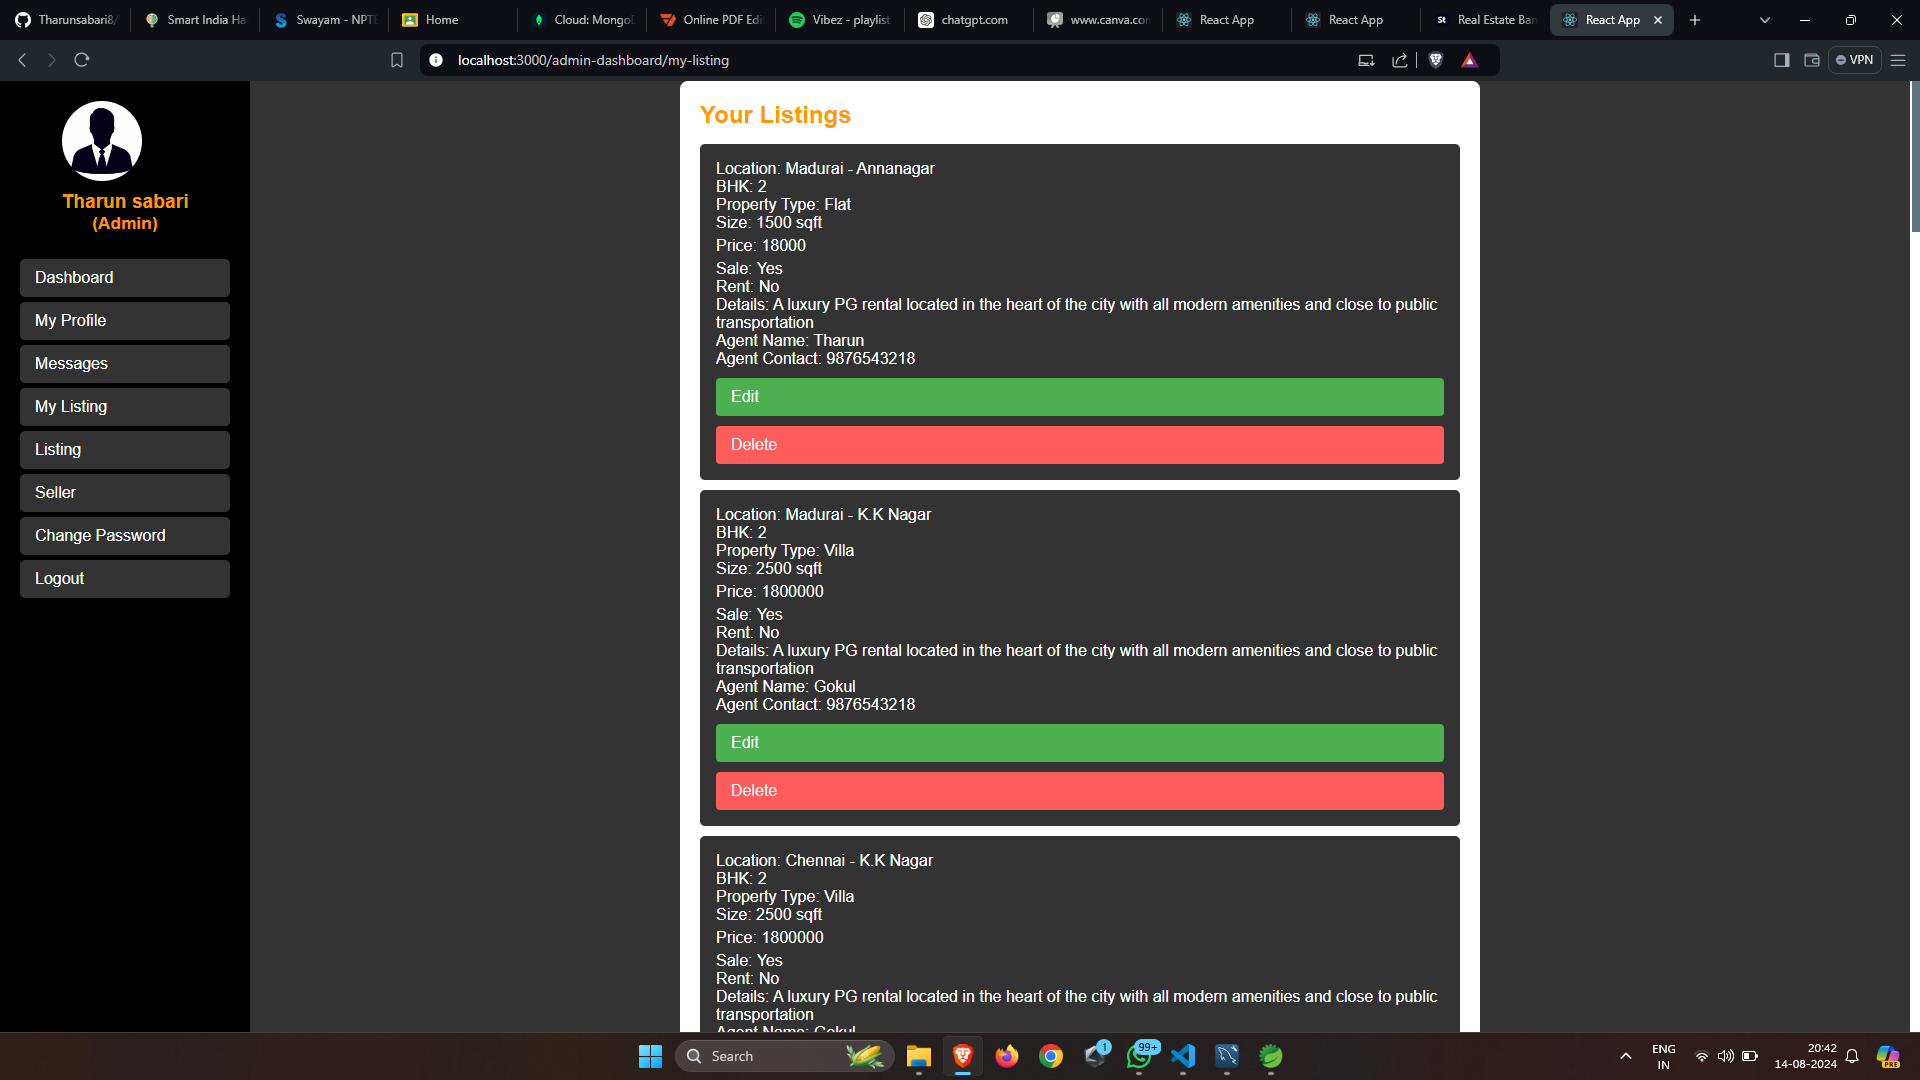 Tharunsabari8/
Smart India Ha
Swayam - NPTE
Home
Cloud: MongoD
Online PDF Edi
Vibez - playlist
chatgpt.com
www.canva.com
React App
React App
Real Estate Ban
React App
localhost:3000/admin-dashboard/my-listing
VPN
Tharun sabari
(Admin)
Dashboard
My Profile
Messages
My Listing
Listing
Seller
Change Password
Logout
Your Listings
Location: Madurai - Annanagar
BHK: 2
Property Type: Flat
Size: 1500 sqft
Price: 18000
Sale: Yes
Rent: No
Details: A luxury PG rental located in the heart of the city with all modern amenities and close to public
transportation
Agent Name: Tharun
Agent Contact: 9876543218
Edit
Delete
Location: Madurai - K.K Nagar
BHK: 2
Property Type: Villa
Size: 2500 sqft
Price: 1800000
Sale: Yes
Rent: No
Details: A luxury PG rental located in the heart of the city with all modern amenities and close to public
transportation
Agent Name: Gokul
Agent Contact: 9876543218
Edit
Delete
Location: Chennai - K.K Nagar
BHK: 2
Property Type: Villa
Size: 2500 sqft
Price: 1800000
Sale: Yes
Rent: No
Details: A luxury PG rental located in the heart of the city with all modern amenities and close to public
transportation
Agent Name: Gokul
Search
1
99+
ENG
IN
20:42
14-08-2024
PRE